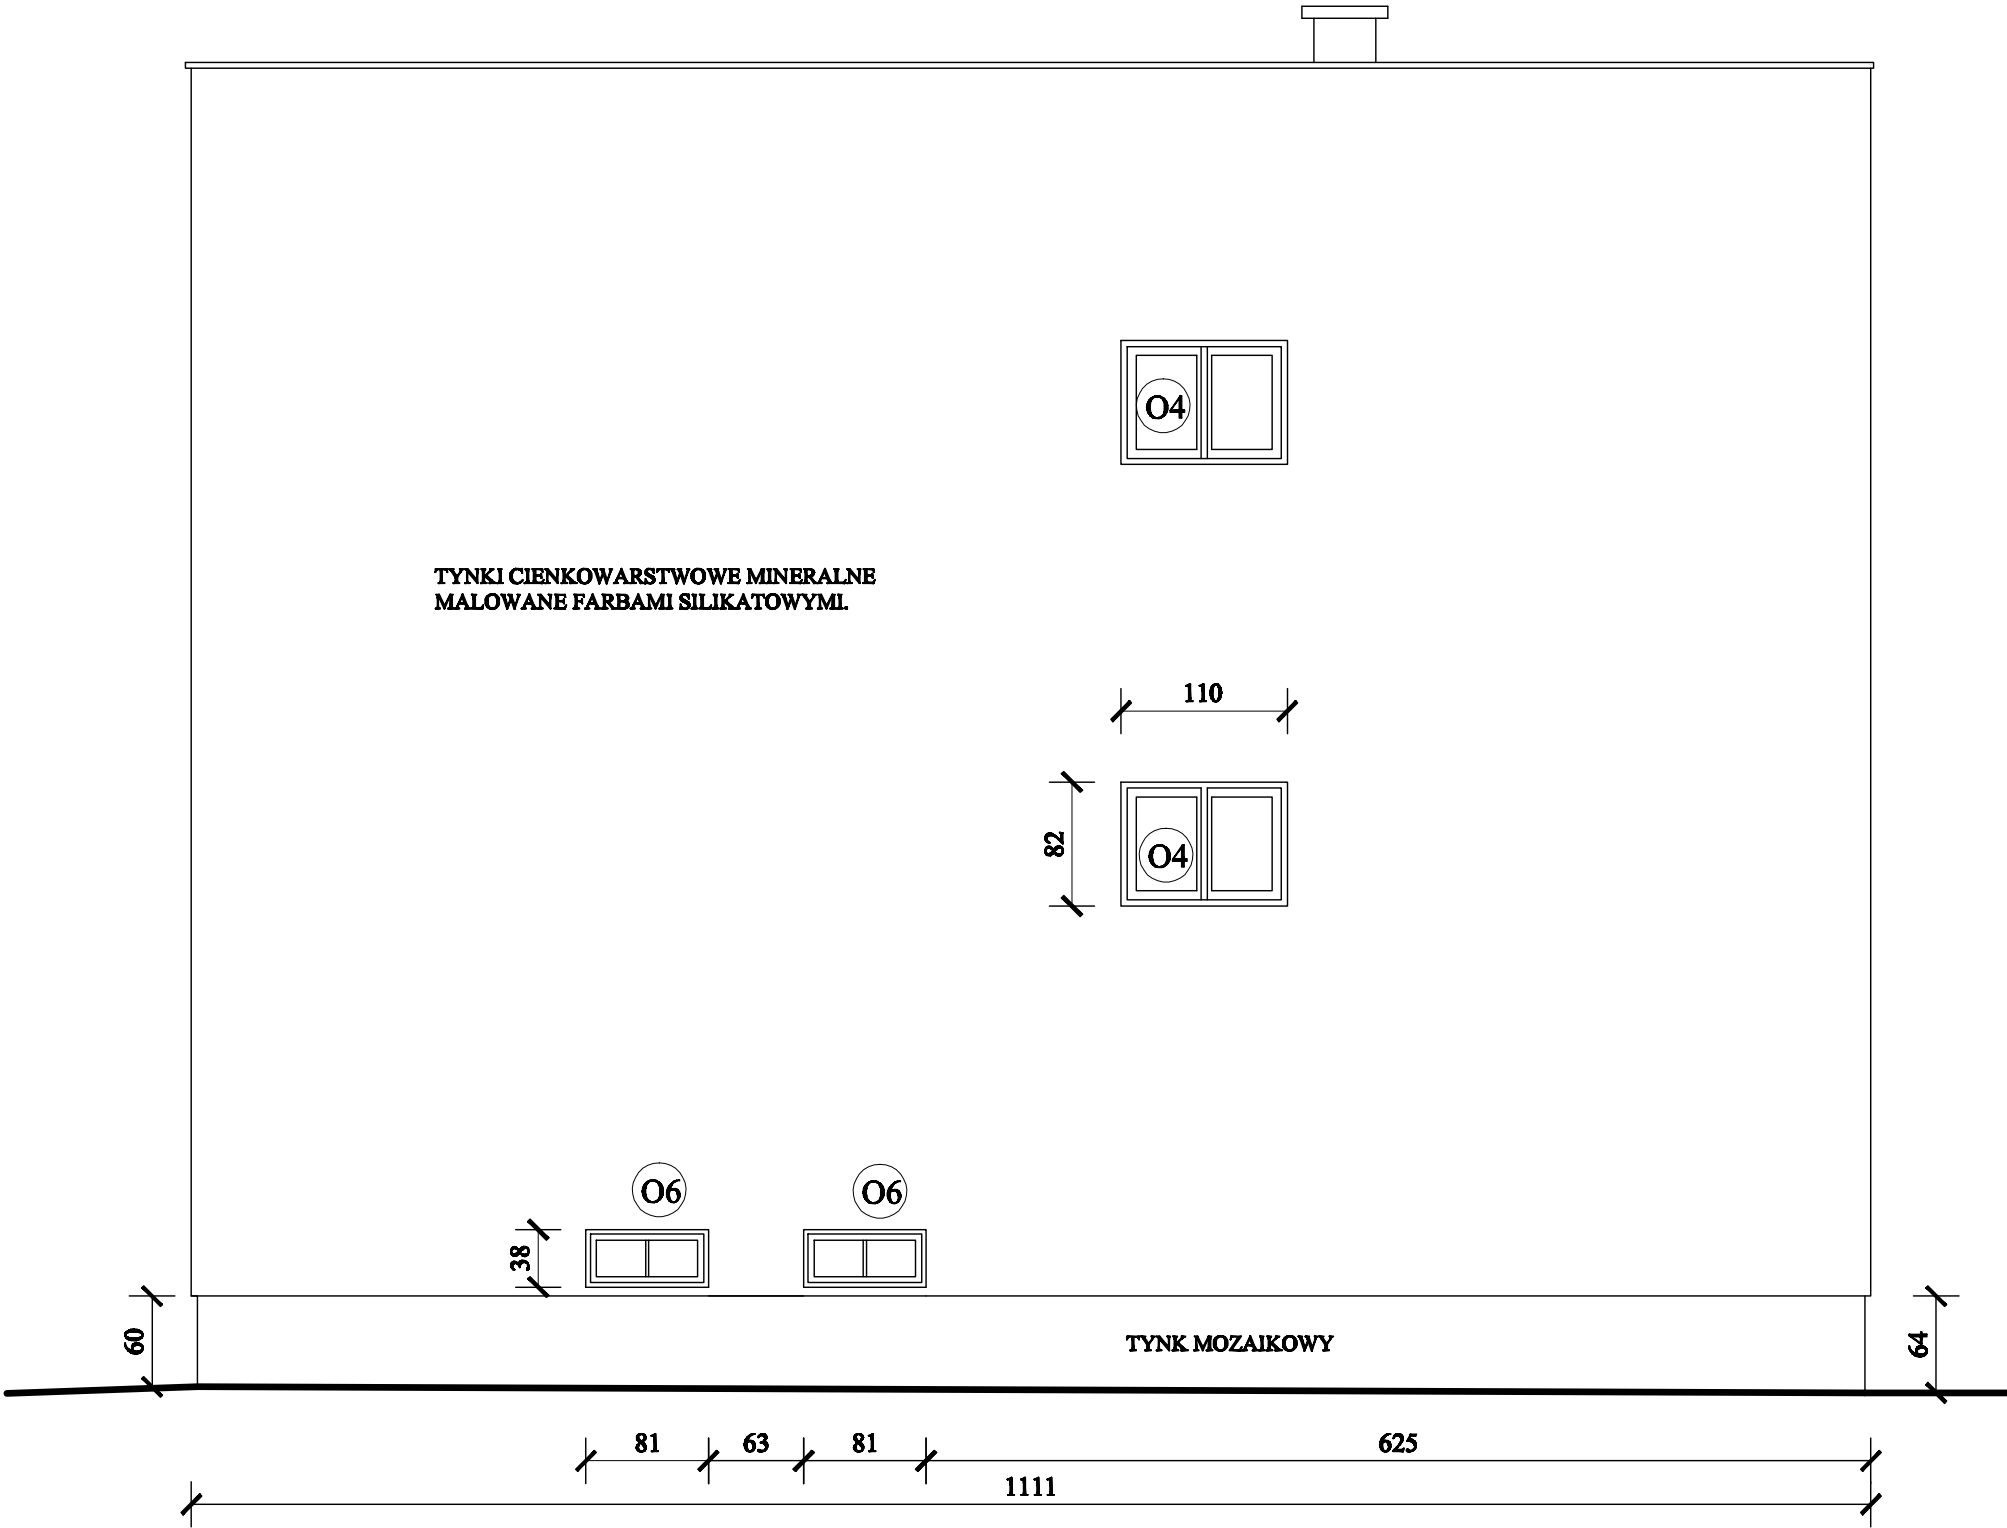 O4
TYNKI CIENKOWARSTWOWE MINERALNE
MALOWANE FARBAMI SILIKATOWYMI.
110
82
O4
O6
O6
38
60
TYNK MOZAIKOWY
64
81
63
81
625
1111